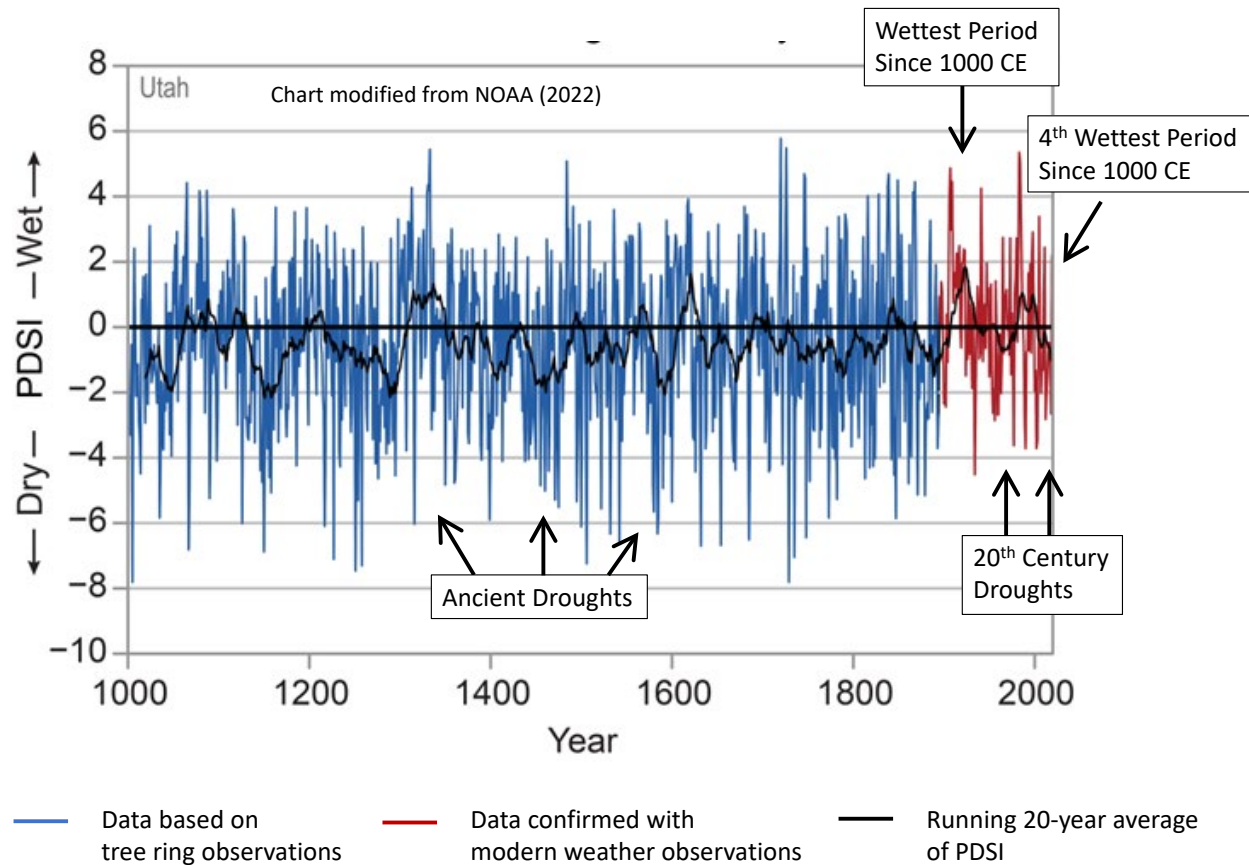 Wettest Period
Since 1000 CE
4th Wettest Period
Since 1000 CE
Utah
Chart modified from NOAA (2022)
8
6
4
2
0
−2
−4
−6
−8
−10
←— Dry — PDSI — Wet —→
Ancient Droughts
20th Century
Droughts
1000 1200 1400 1600 1800 2000
Year
Data based on
tree ring observations
Data confirmed with
modern weather observations
Running 20-year average
of PDSI